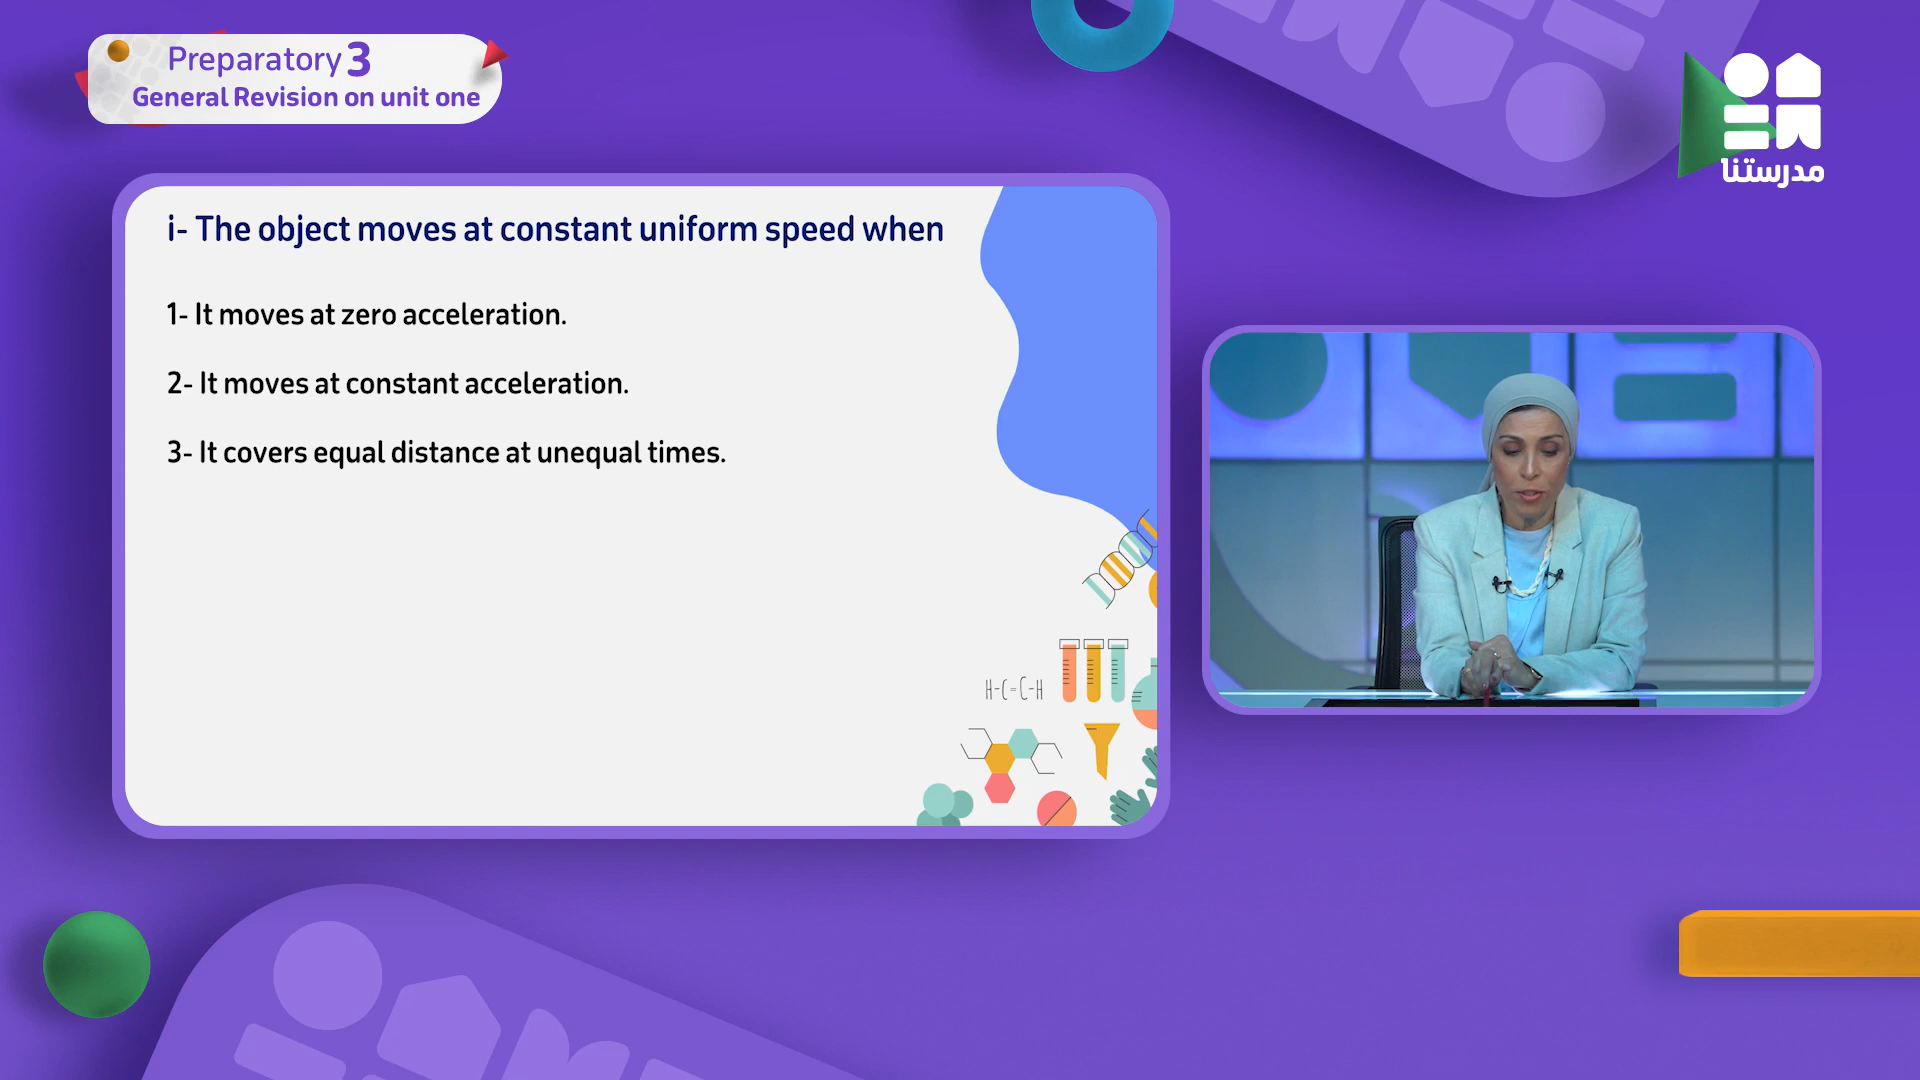 Preparatory 3
General Revision on unit one
مدرستنا
i- The object moves at constant uniform speed when
1- It moves at zero acceleration.
2- It moves at constant acceleration.
3- It covers equal distance at unequal times.
H-C=C-H